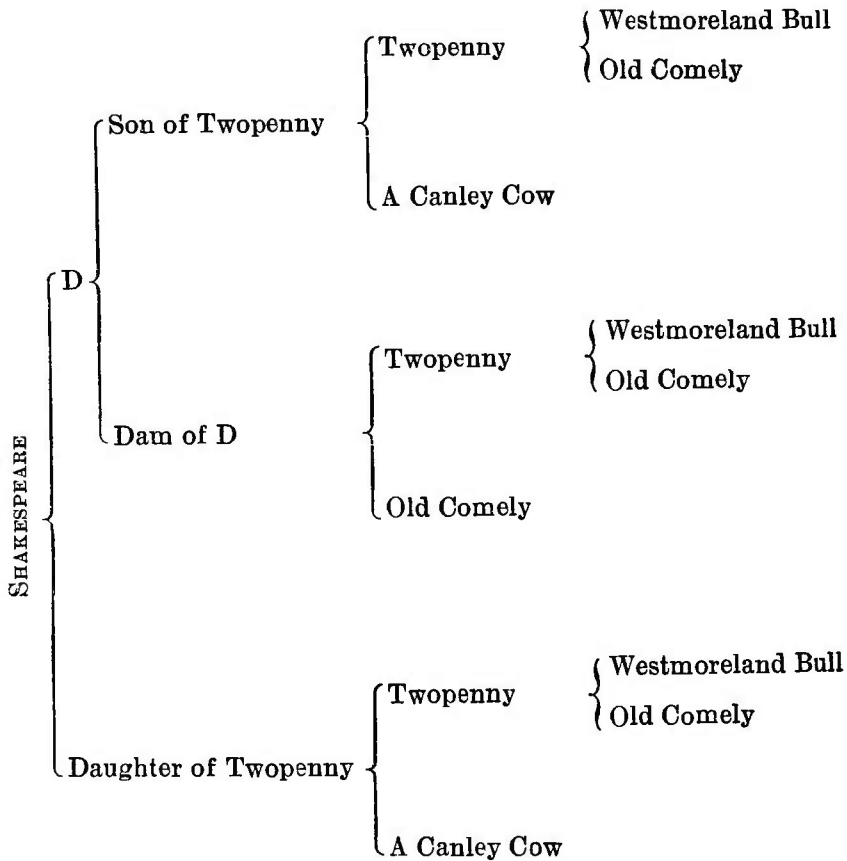 Twopenny
Westmoreland Bull
Old Comely
Son of Twopenny
A Canley Cow
D
Twopenny
Westmoreland Bull
Old Comely
Dam of D
Old Comely
SHAKESPEARE
Twopenny
Westmoreland Bull
Old Comely
Daughter of Twopenny
A Canley Cow